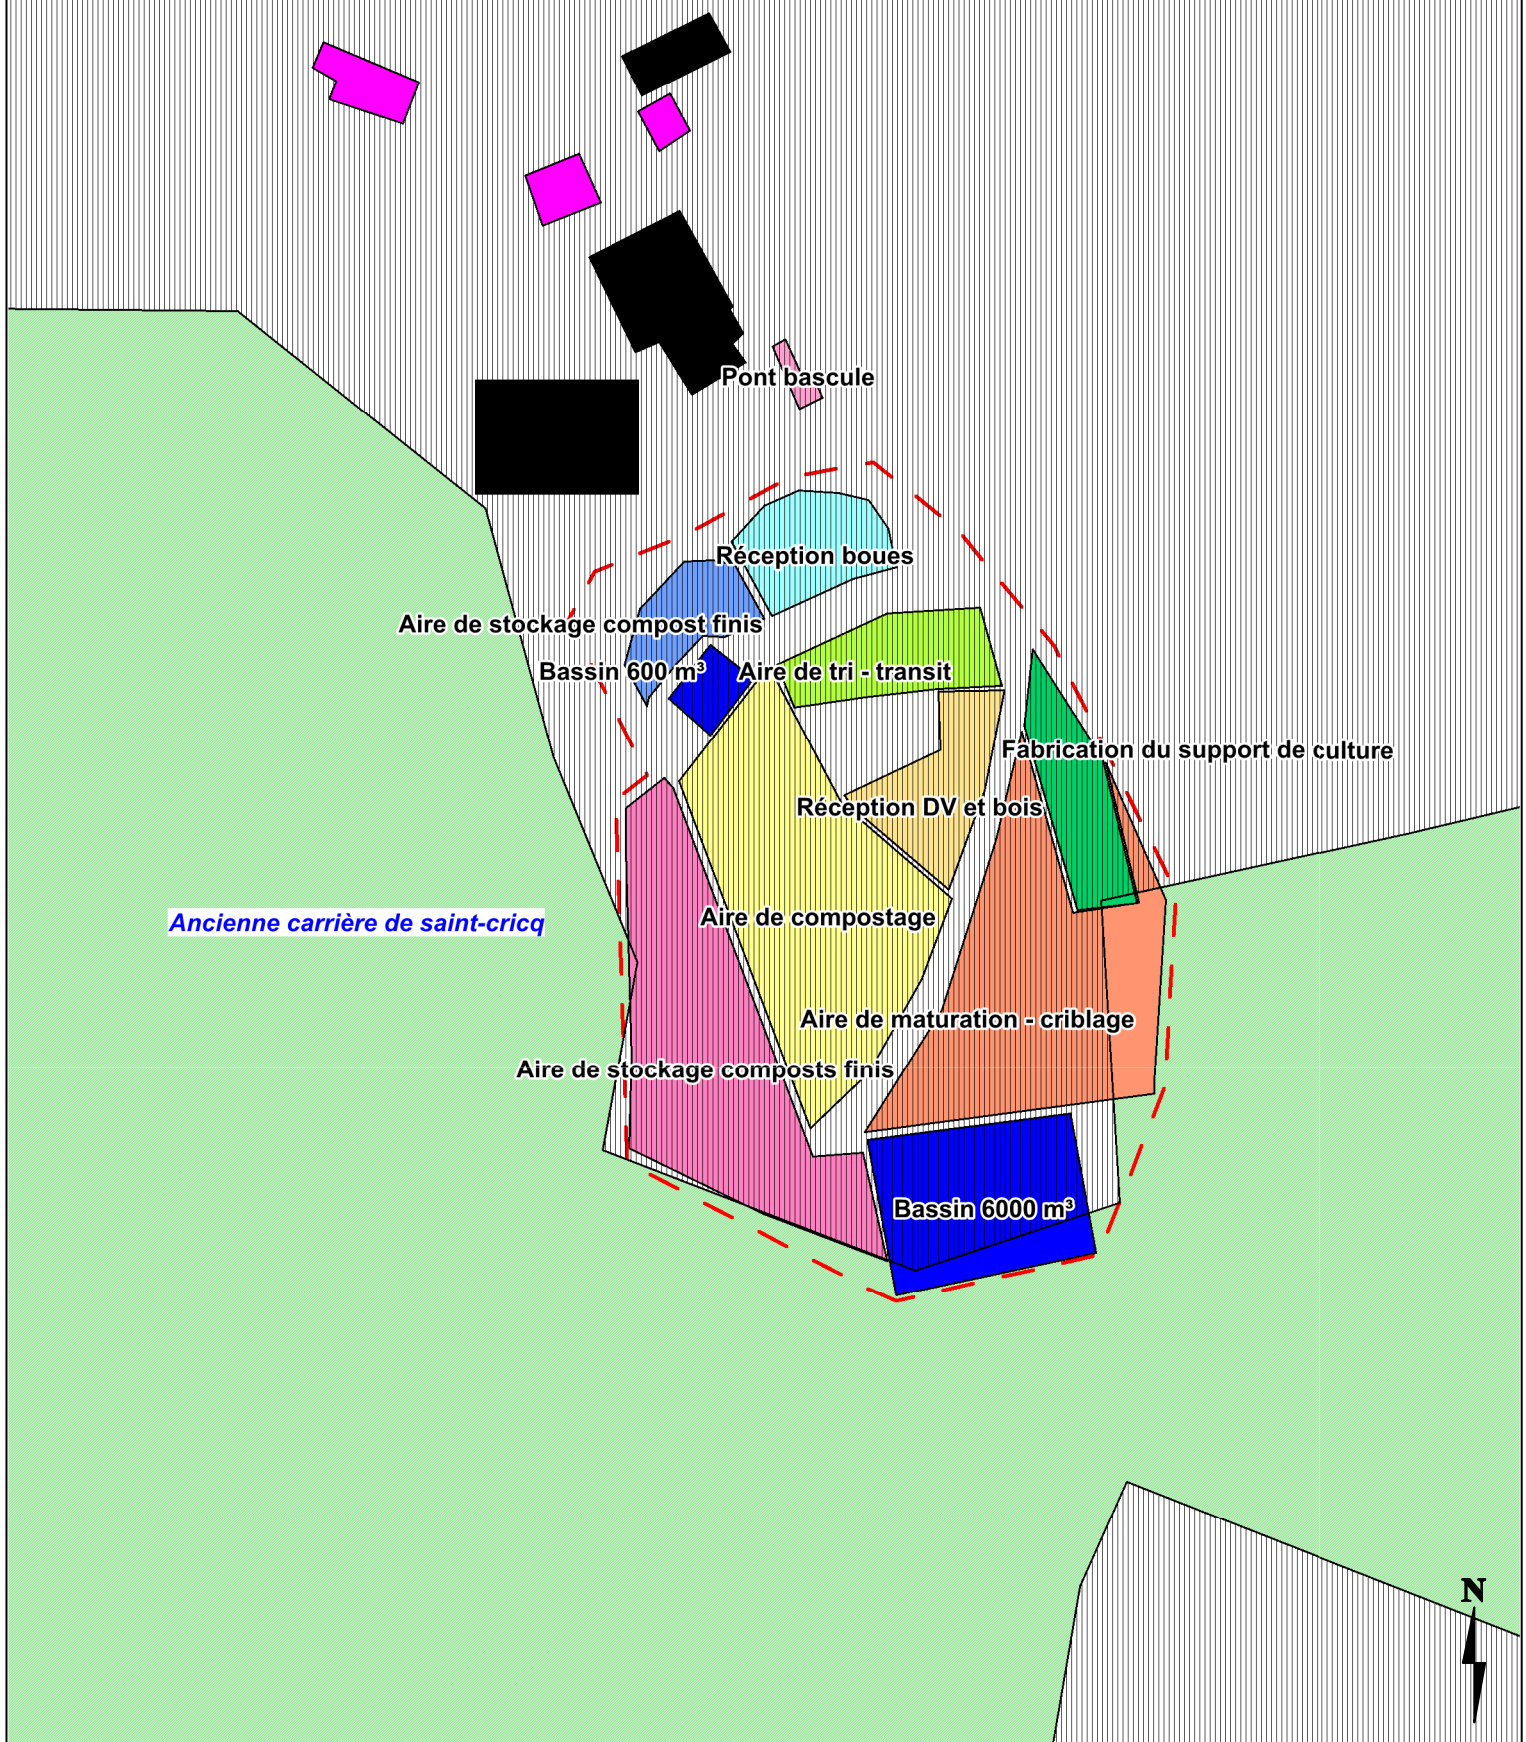 Pont bascule
Réception boues
Aire de stockage compost finis
Bassin 600 m³
Aire de tri - transit
Fabrication du support de culture
Réception DV et bois
Aire de compostage
Ancienne carrière de saint-cricq
Aire de maturation - criblage
Aire de stockage composts finis
Bassin 6000 m³
N